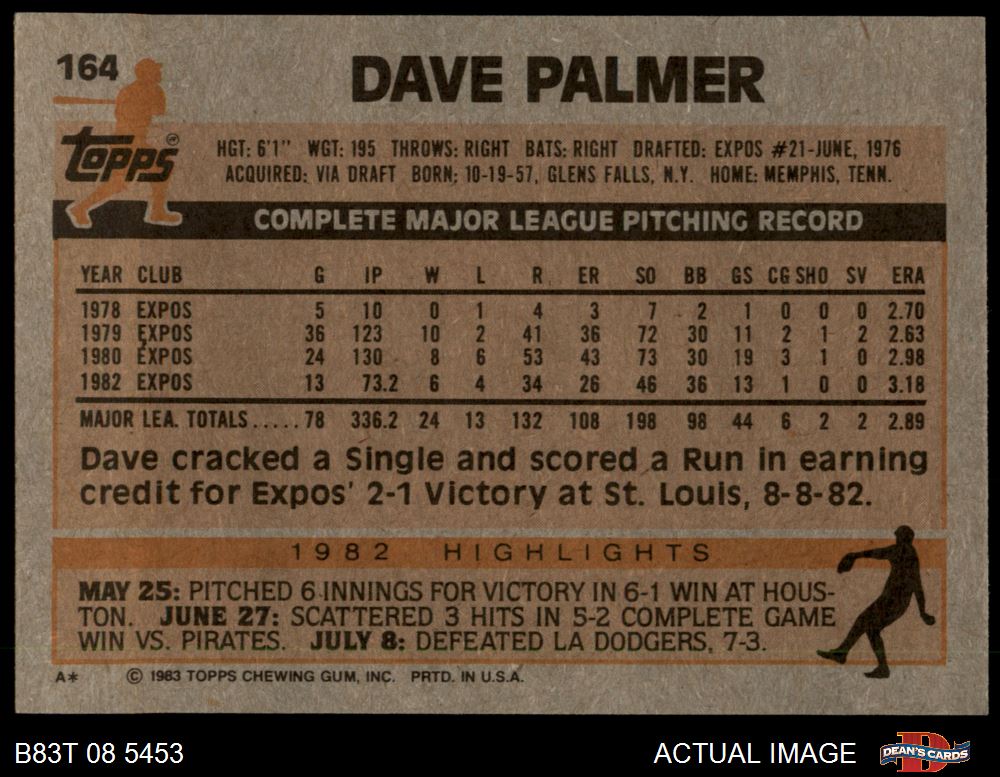 164
DAVE PALMER
Topps
HGT: 6'1" WGT: 195 THROWS: RIGHT BATS: RIGHT DRAFTED: EXPOS #21-JUNE, 1976
ACQUIRED: VIA DRAFT BORN: 10-19-57, GLENS FALLS, N.Y. HOME: MEMPHIS, TENN.
COMPLETE MAJOR LEAGUE PITCHING RECORD
YEAR CLUB G IP W L R ER SO BB GS CG SHO SV ERA
1978 EXPOS 5 10 0 1 4 3 7 2 1 0 0 0 2.70
1979 EXPOS 36 123 10 2 41 36 72 30 11 2 1 2 2.63
1980 EXPOS 24 130 8 6 53 43 73 30 19 3 1 0 2.98
1982 EXPOS 13 73.2 6 4 34 26 46 36 13 1 0 0 3.18
MAJOR LEA. TOTALS.....78 336.2 24 13 132 108 198 98 44 6 2 2 2.89
Dave cracked a Single and scored a Run in earning
credit for Expos' 2-1 Victory at St. Louis, 8-8-82.
1982 HIGHLIGHTS
MAY 25: PITCHED 6 INNINGS FOR VICTORY IN 6-1 WIN AT HOUS-
TON. JUNE 27: SCATTERED 3 HITS IN 5-2 COMPLETE GAME
WIN VS. PIRATES. JULY 8: DEFEATED LA DODGERS, 7-3.
A* © 1983 TOPPS CHEWING GUM, INC. PRTD. IN U.S.A.
B83T 08 5453 ACTUAL IMAGE DEAN'S CARDS